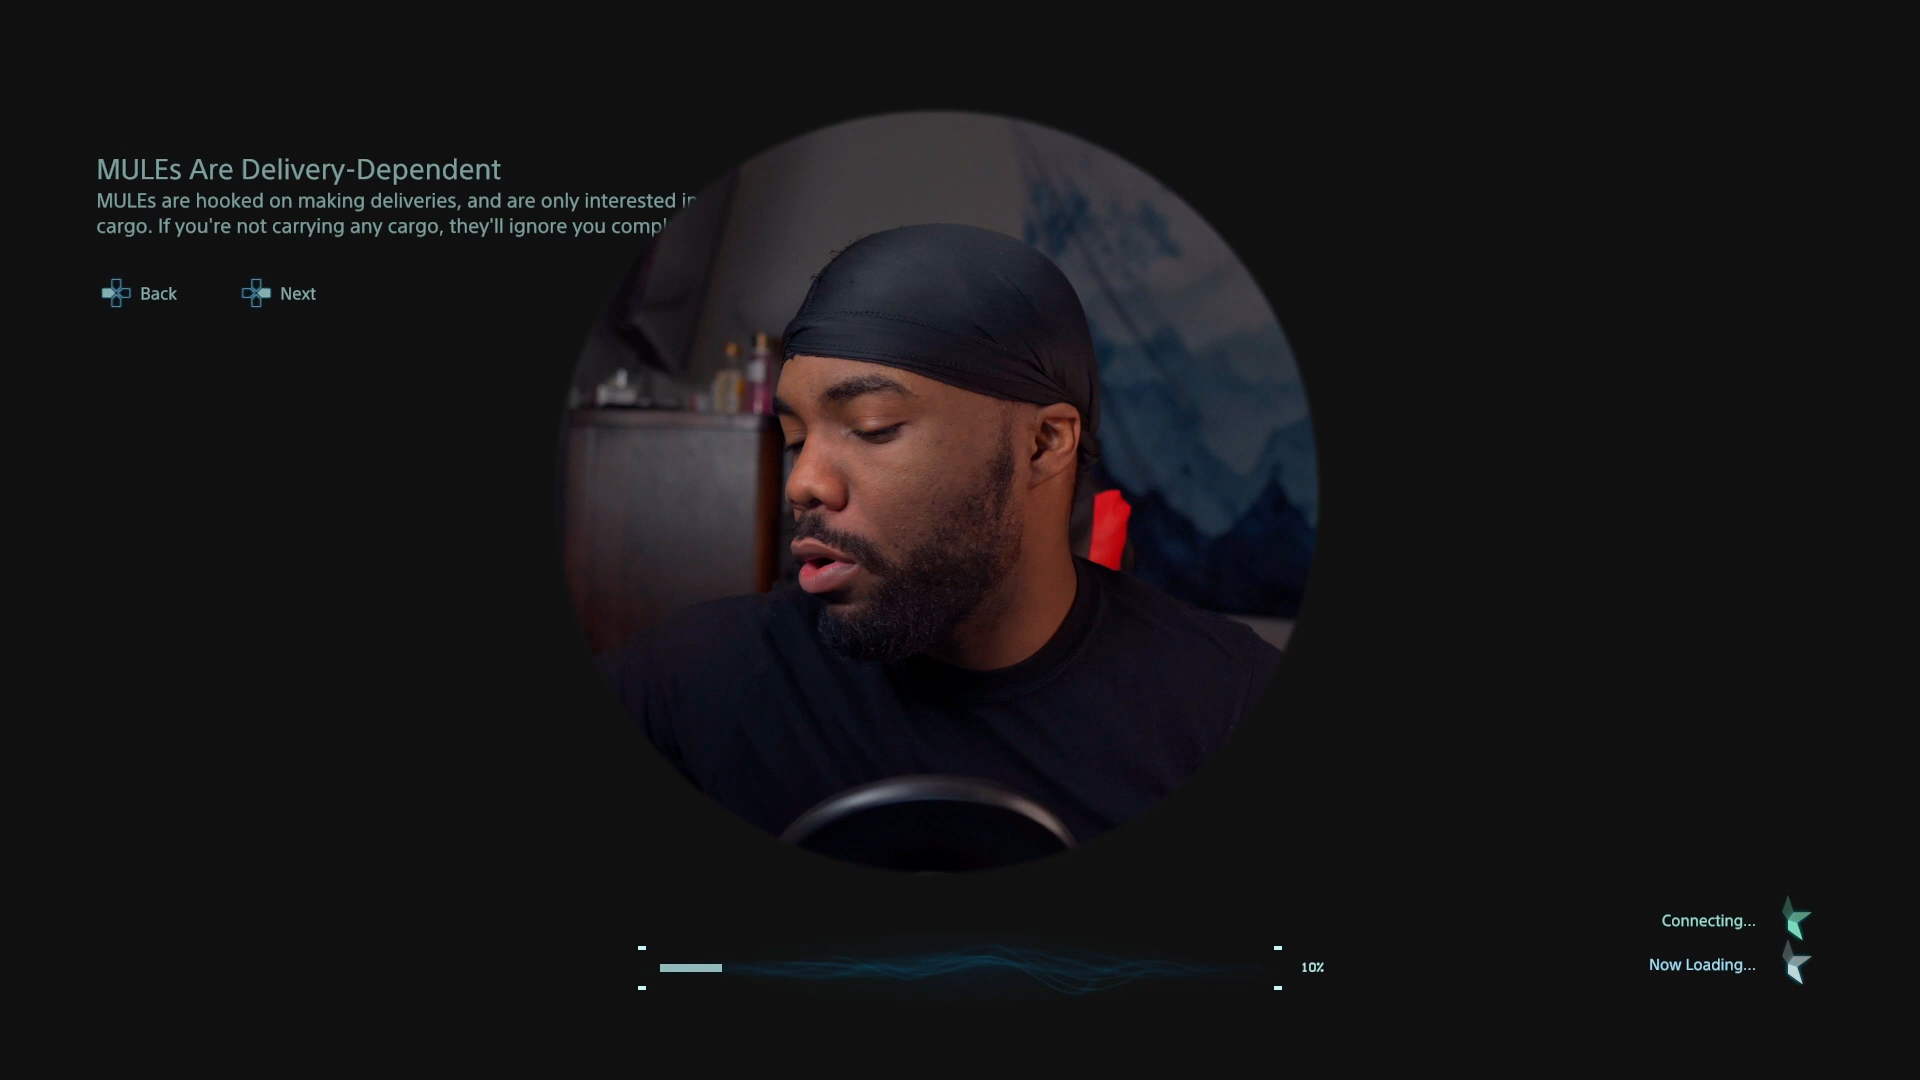 MULEs Are Delivery-Dependent
MULEs are hooked on making deliveries, and are only interested
cargo. If you're not carrying any cargo, they'll ignore you
Back
Next
Connecting...
Now Loading...
10%